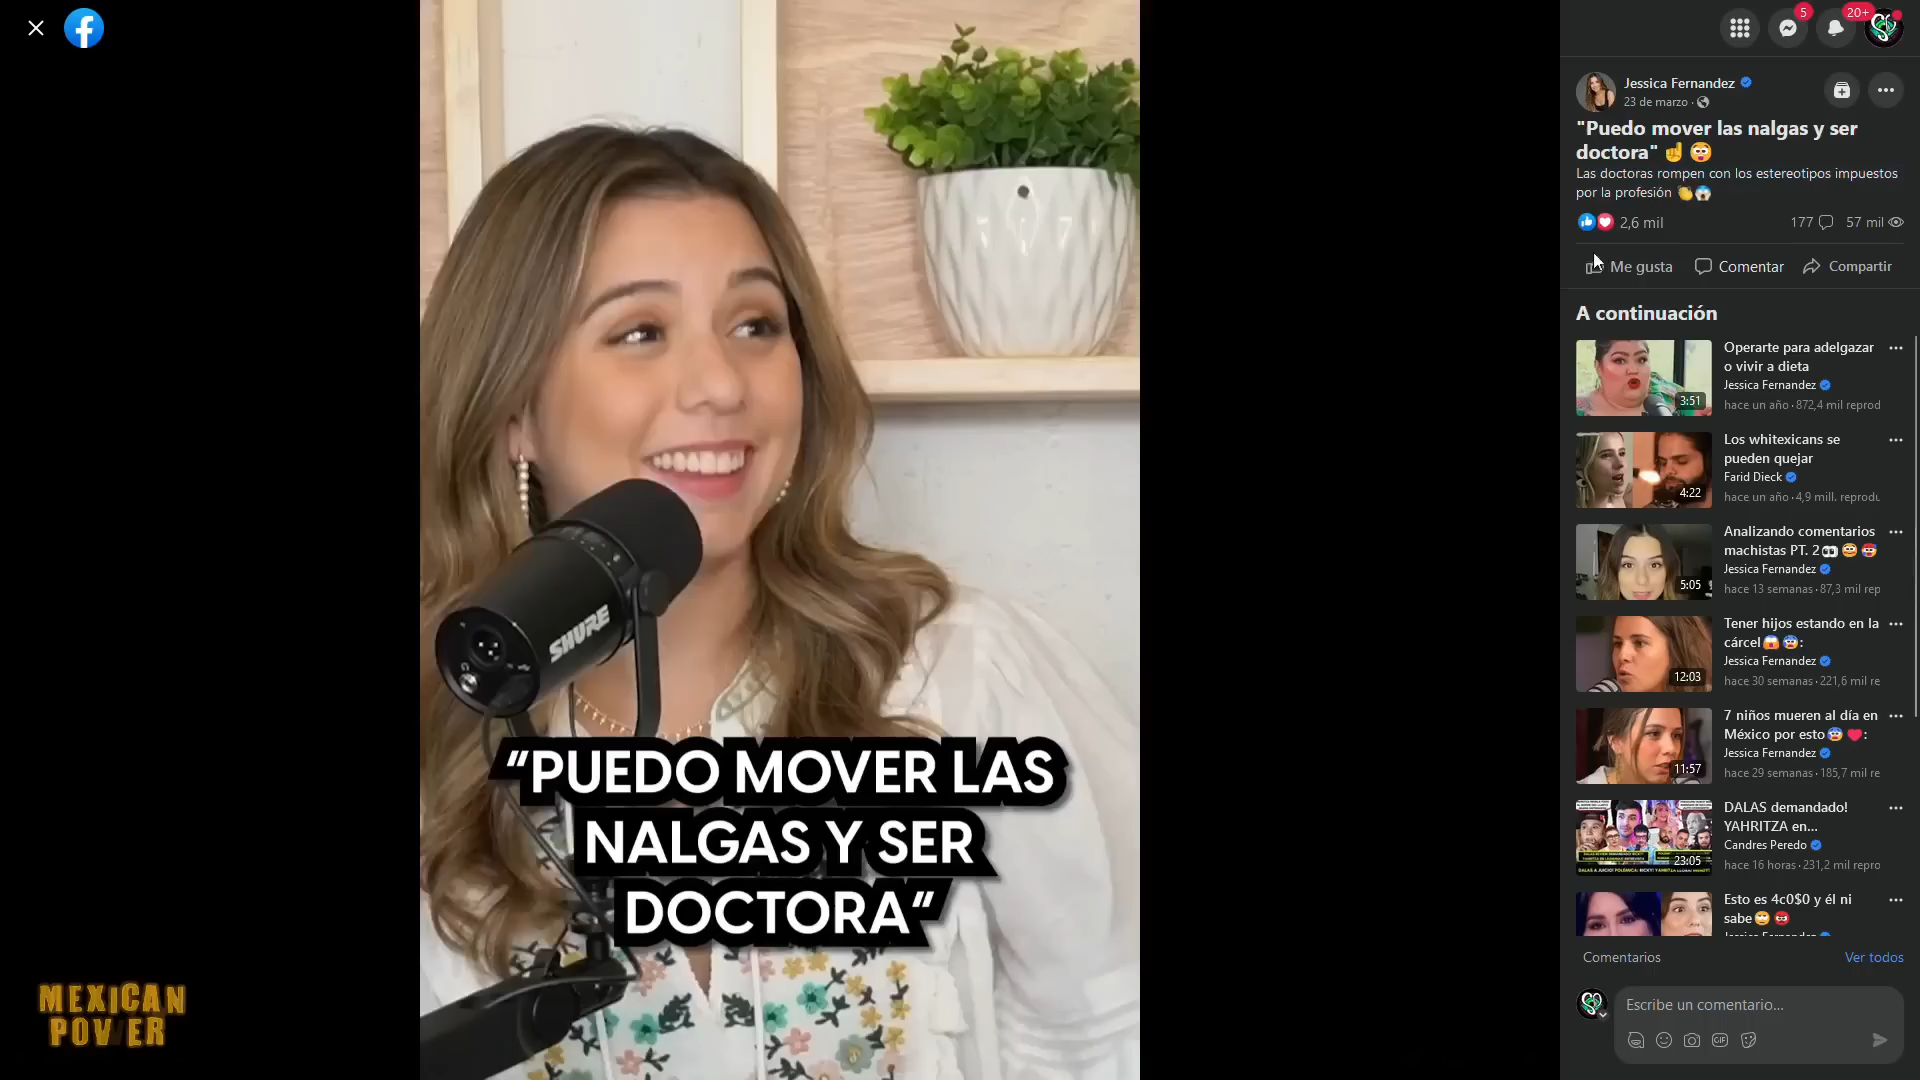 5
20+
Jessica Fernandez
23 de marzo ·
"Puedo mover las nalgas y ser
doctora" ☝️😳
Las doctoras rompen con los estereotipos impuestos
por la profesión 👏😱
2,6 mil
177
57 mil
Me gusta
Comentar
Compartir
A continuación
Operarte para adelgazar
o vivir a dieta
Jessica Fernandez
hace un año · 872,4 mil reprod
3:51
Los whitexicans se
pueden quejar
Farid Dieck
hace un año · 4,9 mill. reprodu
4:22
Analizando comentarios
machistas PT. 2
Jessica Fernandez
hace 13 semanas · 87,3 mil rep
5:05
Tener hijos estando en la
cárcel😱😨:
Jessica Fernandez
hace 30 semanas · 221,6 mil re
12:03
7 niños mueren al día en
México por esto😨❤️:
Jessica Fernandez
hace 29 semanas · 185,7 mil re
11:57
DALAS demandado!
YAHRITZA en...
Candres Peredo
hace 16 horas · 231,2 mil repro
23:05
Esto es 4c0$0 y él ni
sabe🙄😡
Jessica Fernandez
Comentarios
Ver todos
Escribe un comentario...
GIF
SHURE
“PUEDO MOVER LAS
NALGAS Y SER
DOCTORA“
MEXICAN
POWER